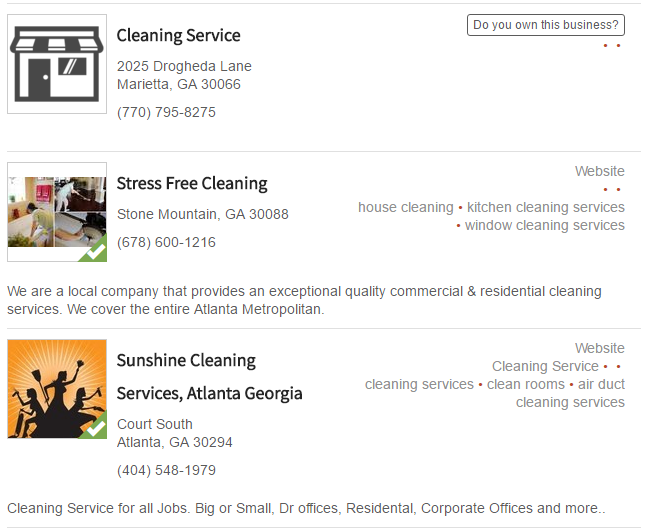 Cleaning Service
Do you own this business?
2025 Drogheda Lane
Marietta, GA 30066
(770) 795-8275
Stress Free Cleaning
Website
Stone Mountain, GA 30088
house cleaning • kitchen cleaning services
• window cleaning services
(678) 600-1216
We are a local company that provides an exceptional quality commercial & residential cleaning
services. We cover the entire Atlanta Metropolitan.
Sunshine Cleaning
Services, Atlanta Georgia
Website
Cleaning Service • •
cleaning services • clean rooms • air duct
cleaning services
Court South
Atlanta, GA 30294
(404) 548-1979
Cleaning Service for all Jobs. Big or Small, Dr offices, Residental, Corporate Offices and more..